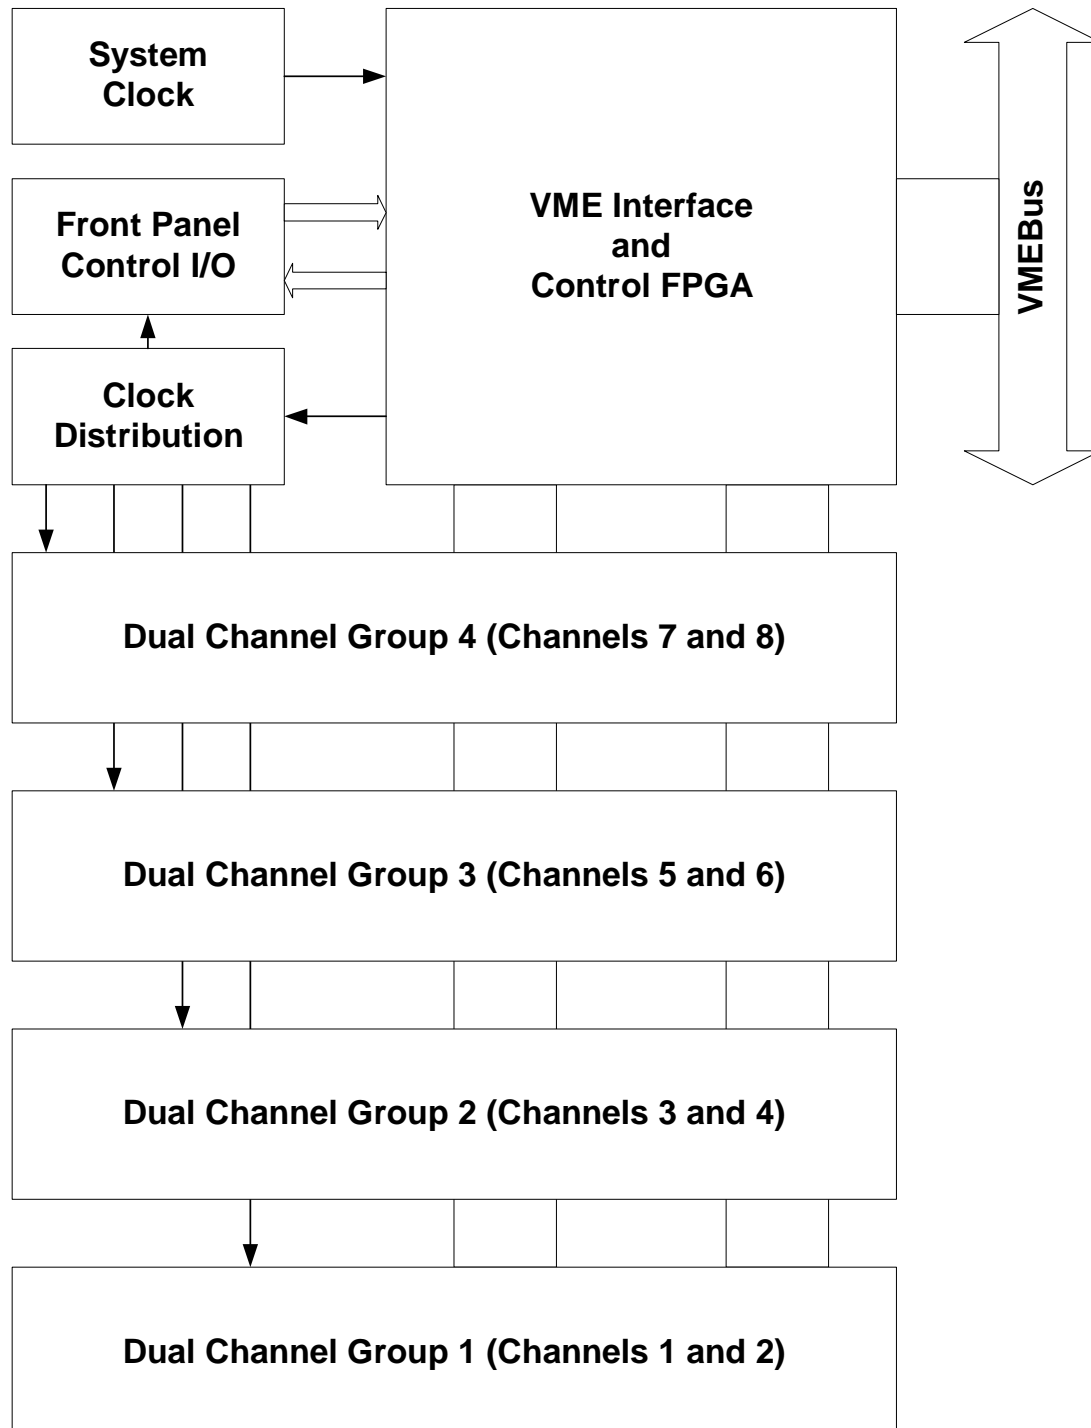 System
Clock
Front Panel
Control I/O
Clock
Distribution
VME Interface
and
Control FPGA
VMEBus
Dual Channel Group 4 (Channels 7 and 8)
Dual Channel Group 3 (Channels 5 and 6)
Dual Channel Group 2 (Channels 3 and 4)
Dual Channel Group 1 (Channels 1 and 2)